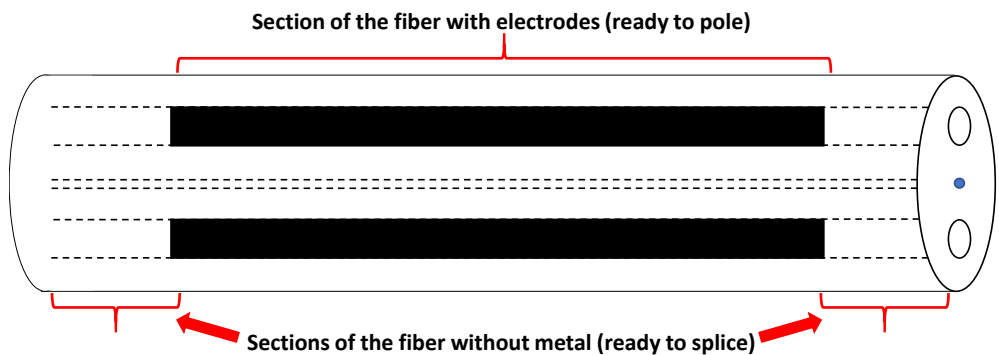 Section of the fiber with electrodes (ready to pole)
Sections of the fiber without metal (ready to splice)